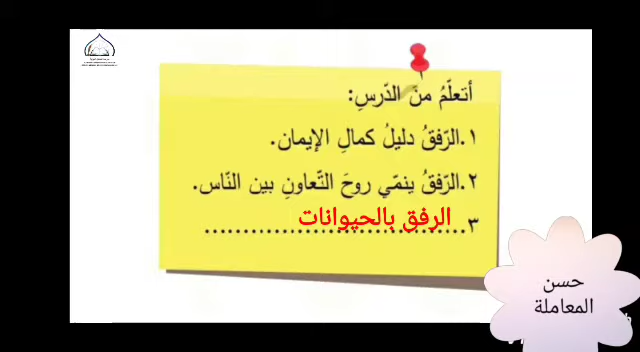 أتعلّمُ منَ الدّرسِ:
١.الرّفقُ دليلُ كمالِ الإيمان.
٢.الرّفقُ ينمّي روحَ التّعاونِ بين النّاس.
٣...الرفق بالحيوانات...
حسن
المعاملة